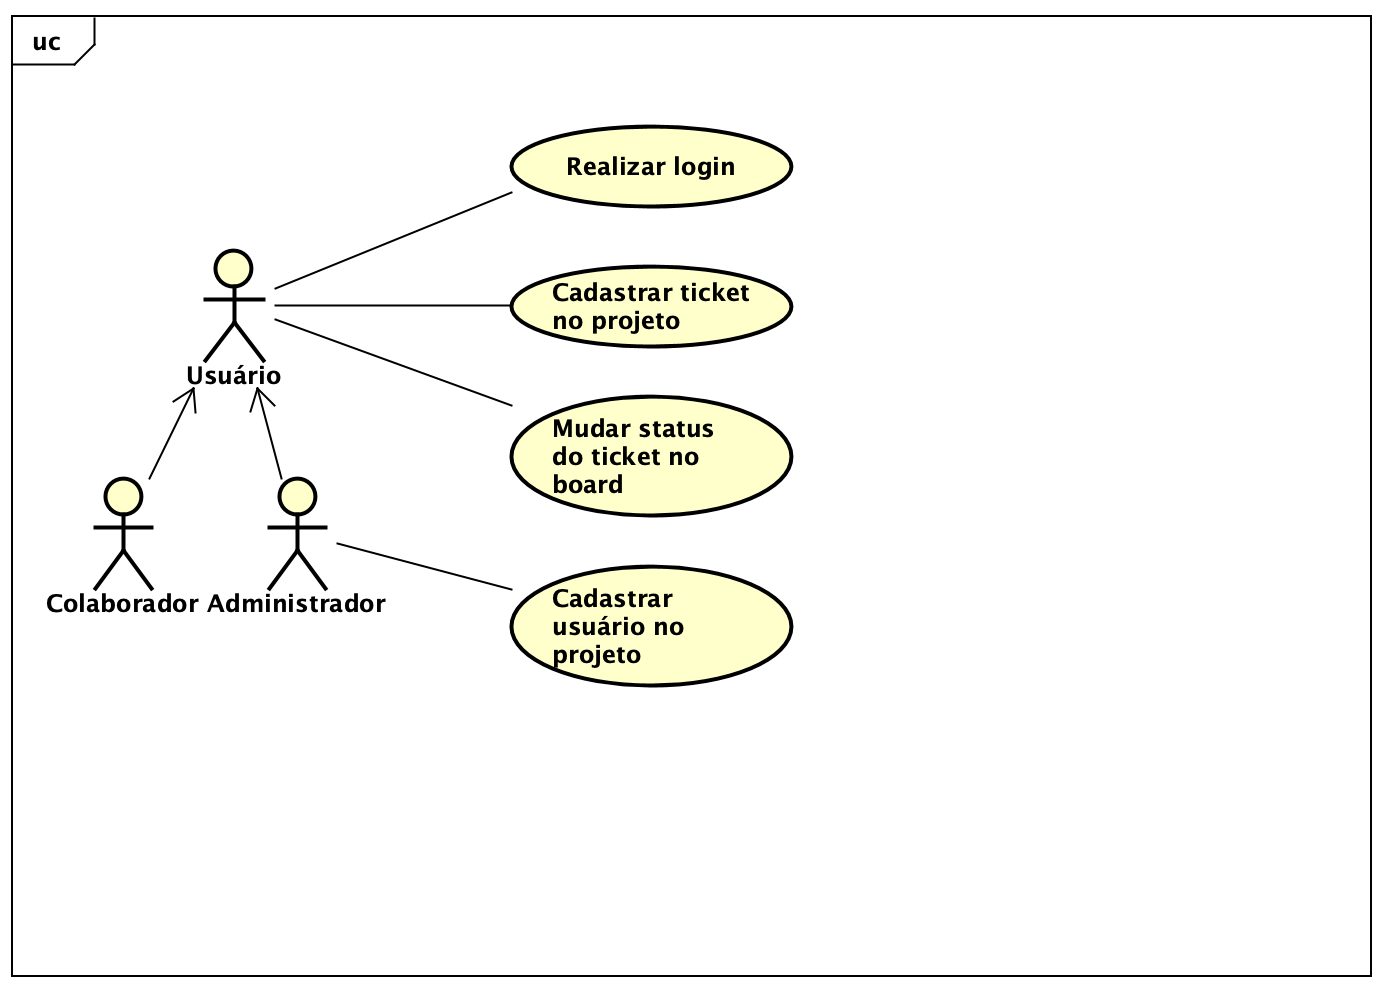 uc
Realizar login
Cadastrar ticket
no projeto
Usuário
Mudar status
do ticket no
board
Colaborador
Administrador
Cadastrar
usuário no
projeto